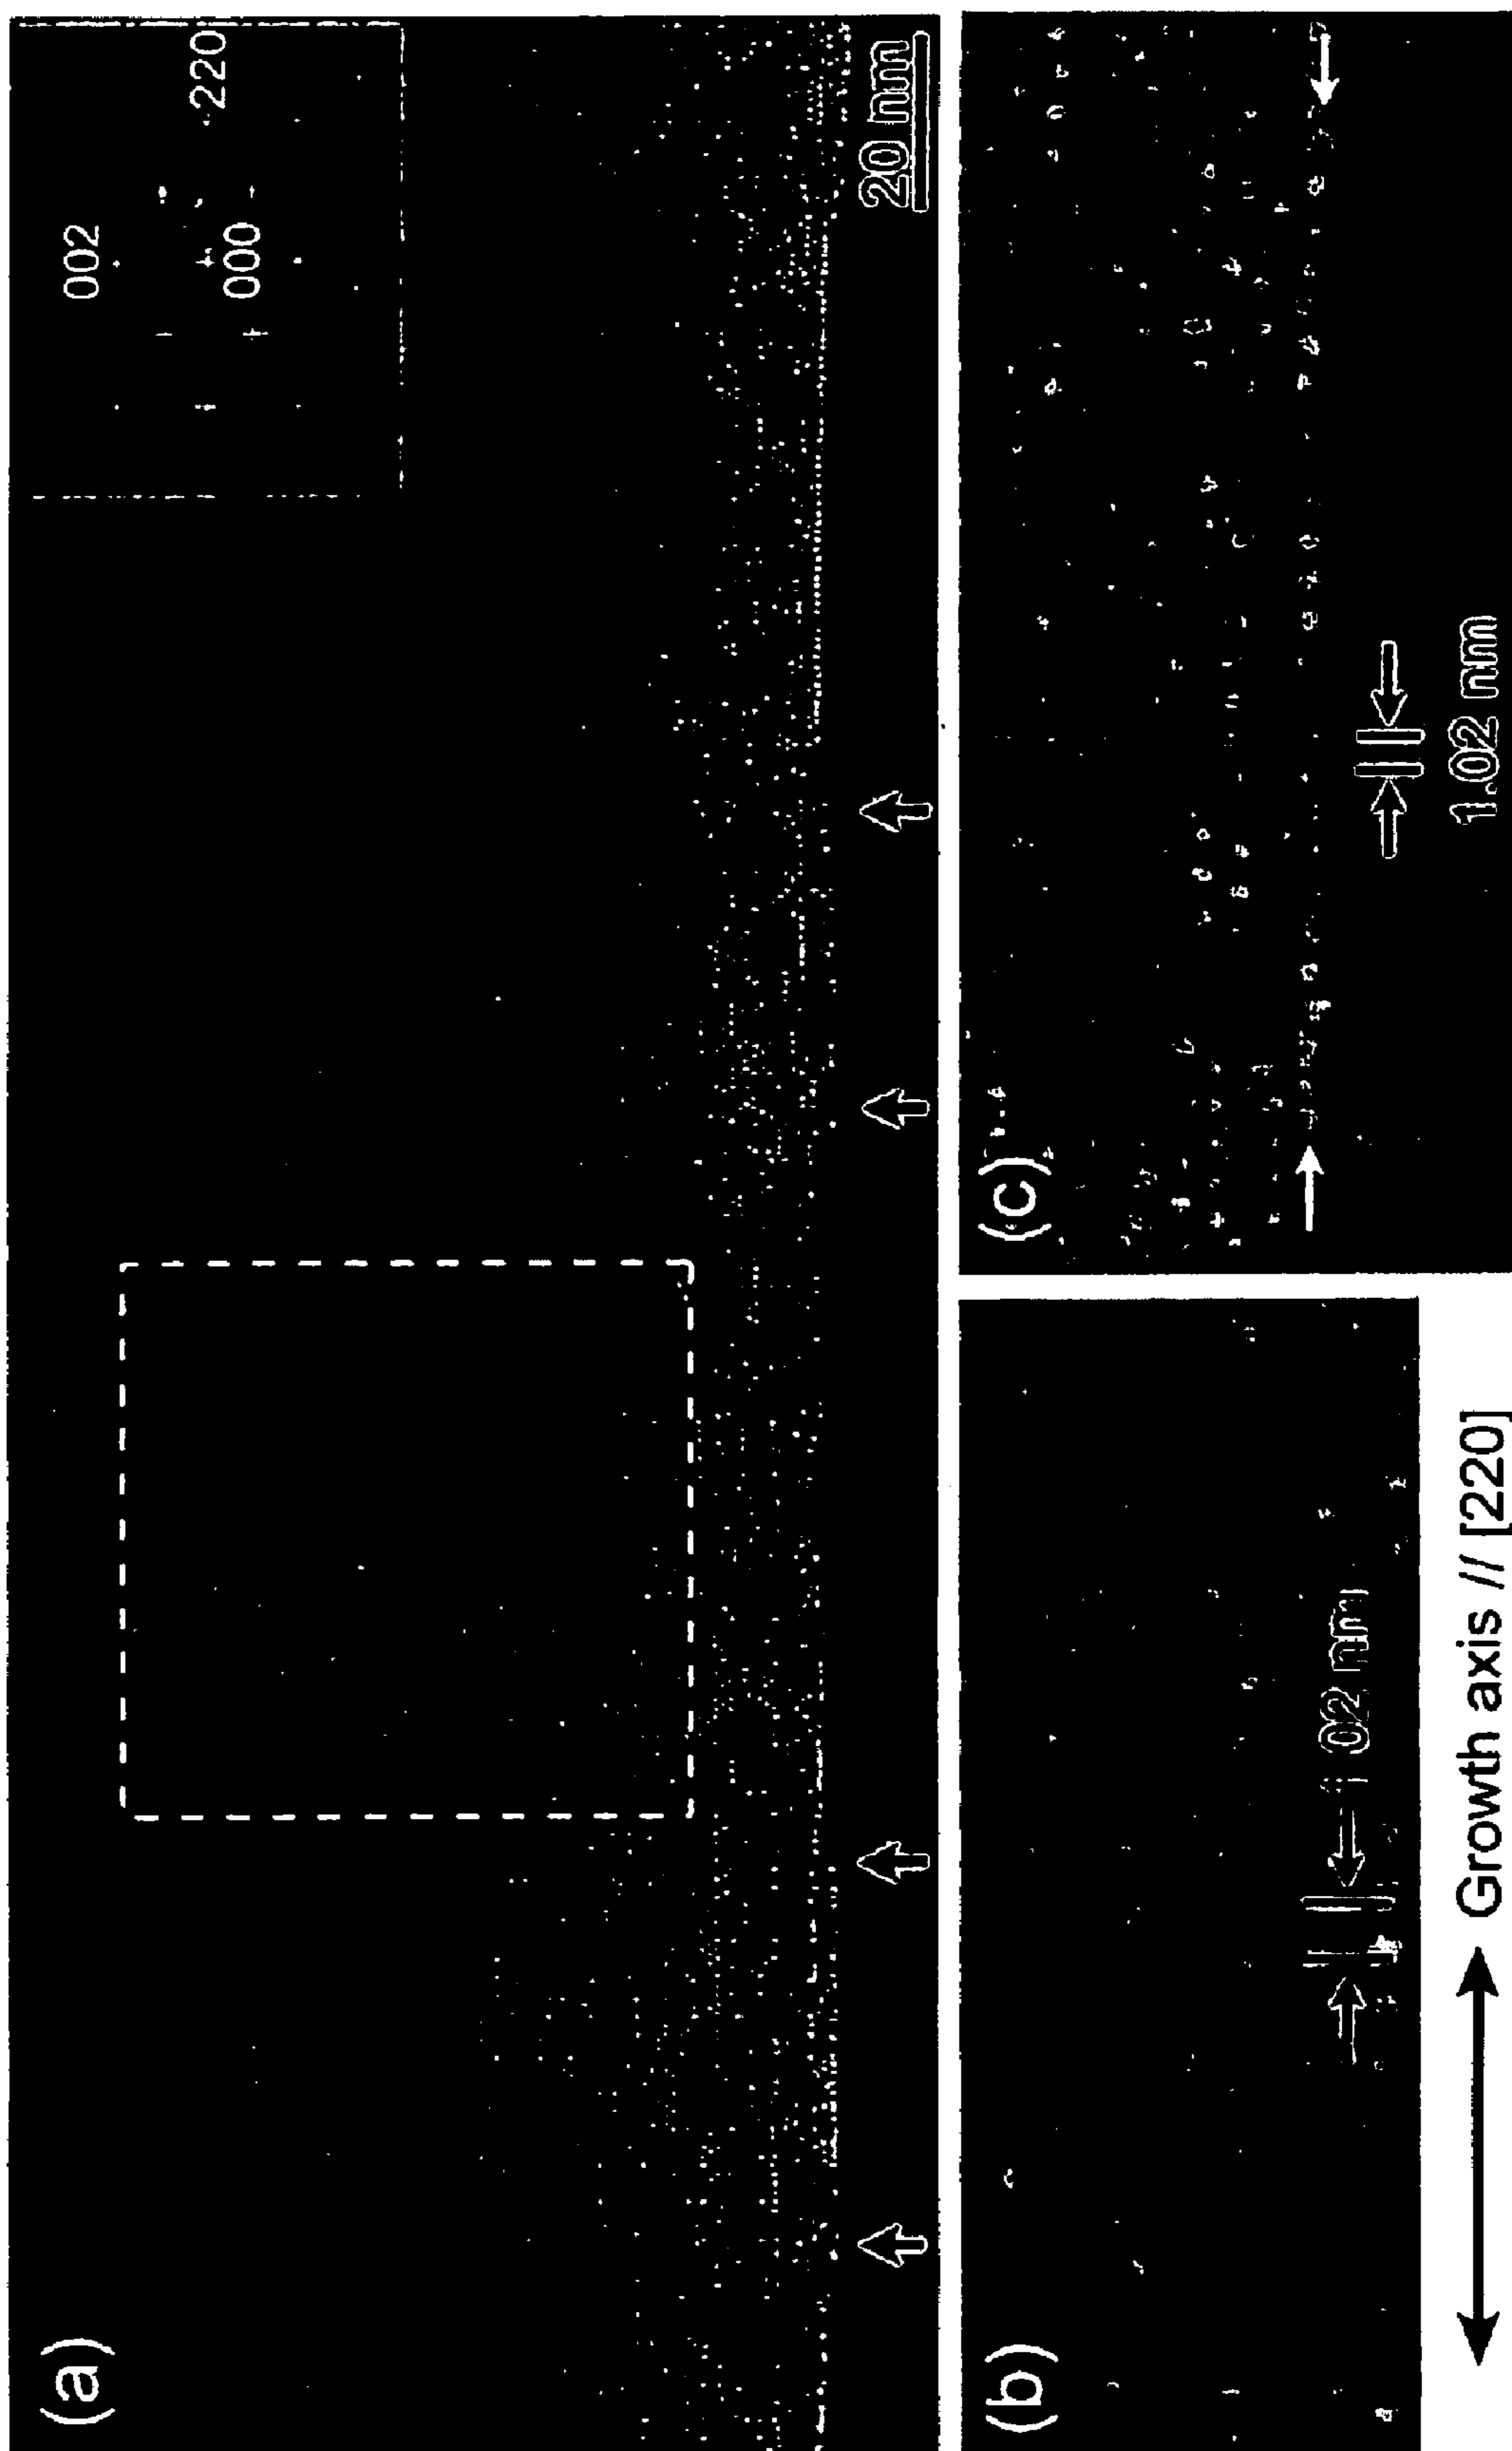 (a)
002
000
-220
20 nm
(b)
1.02 nm
(c)
1.02 nm
Growth axis // [220]